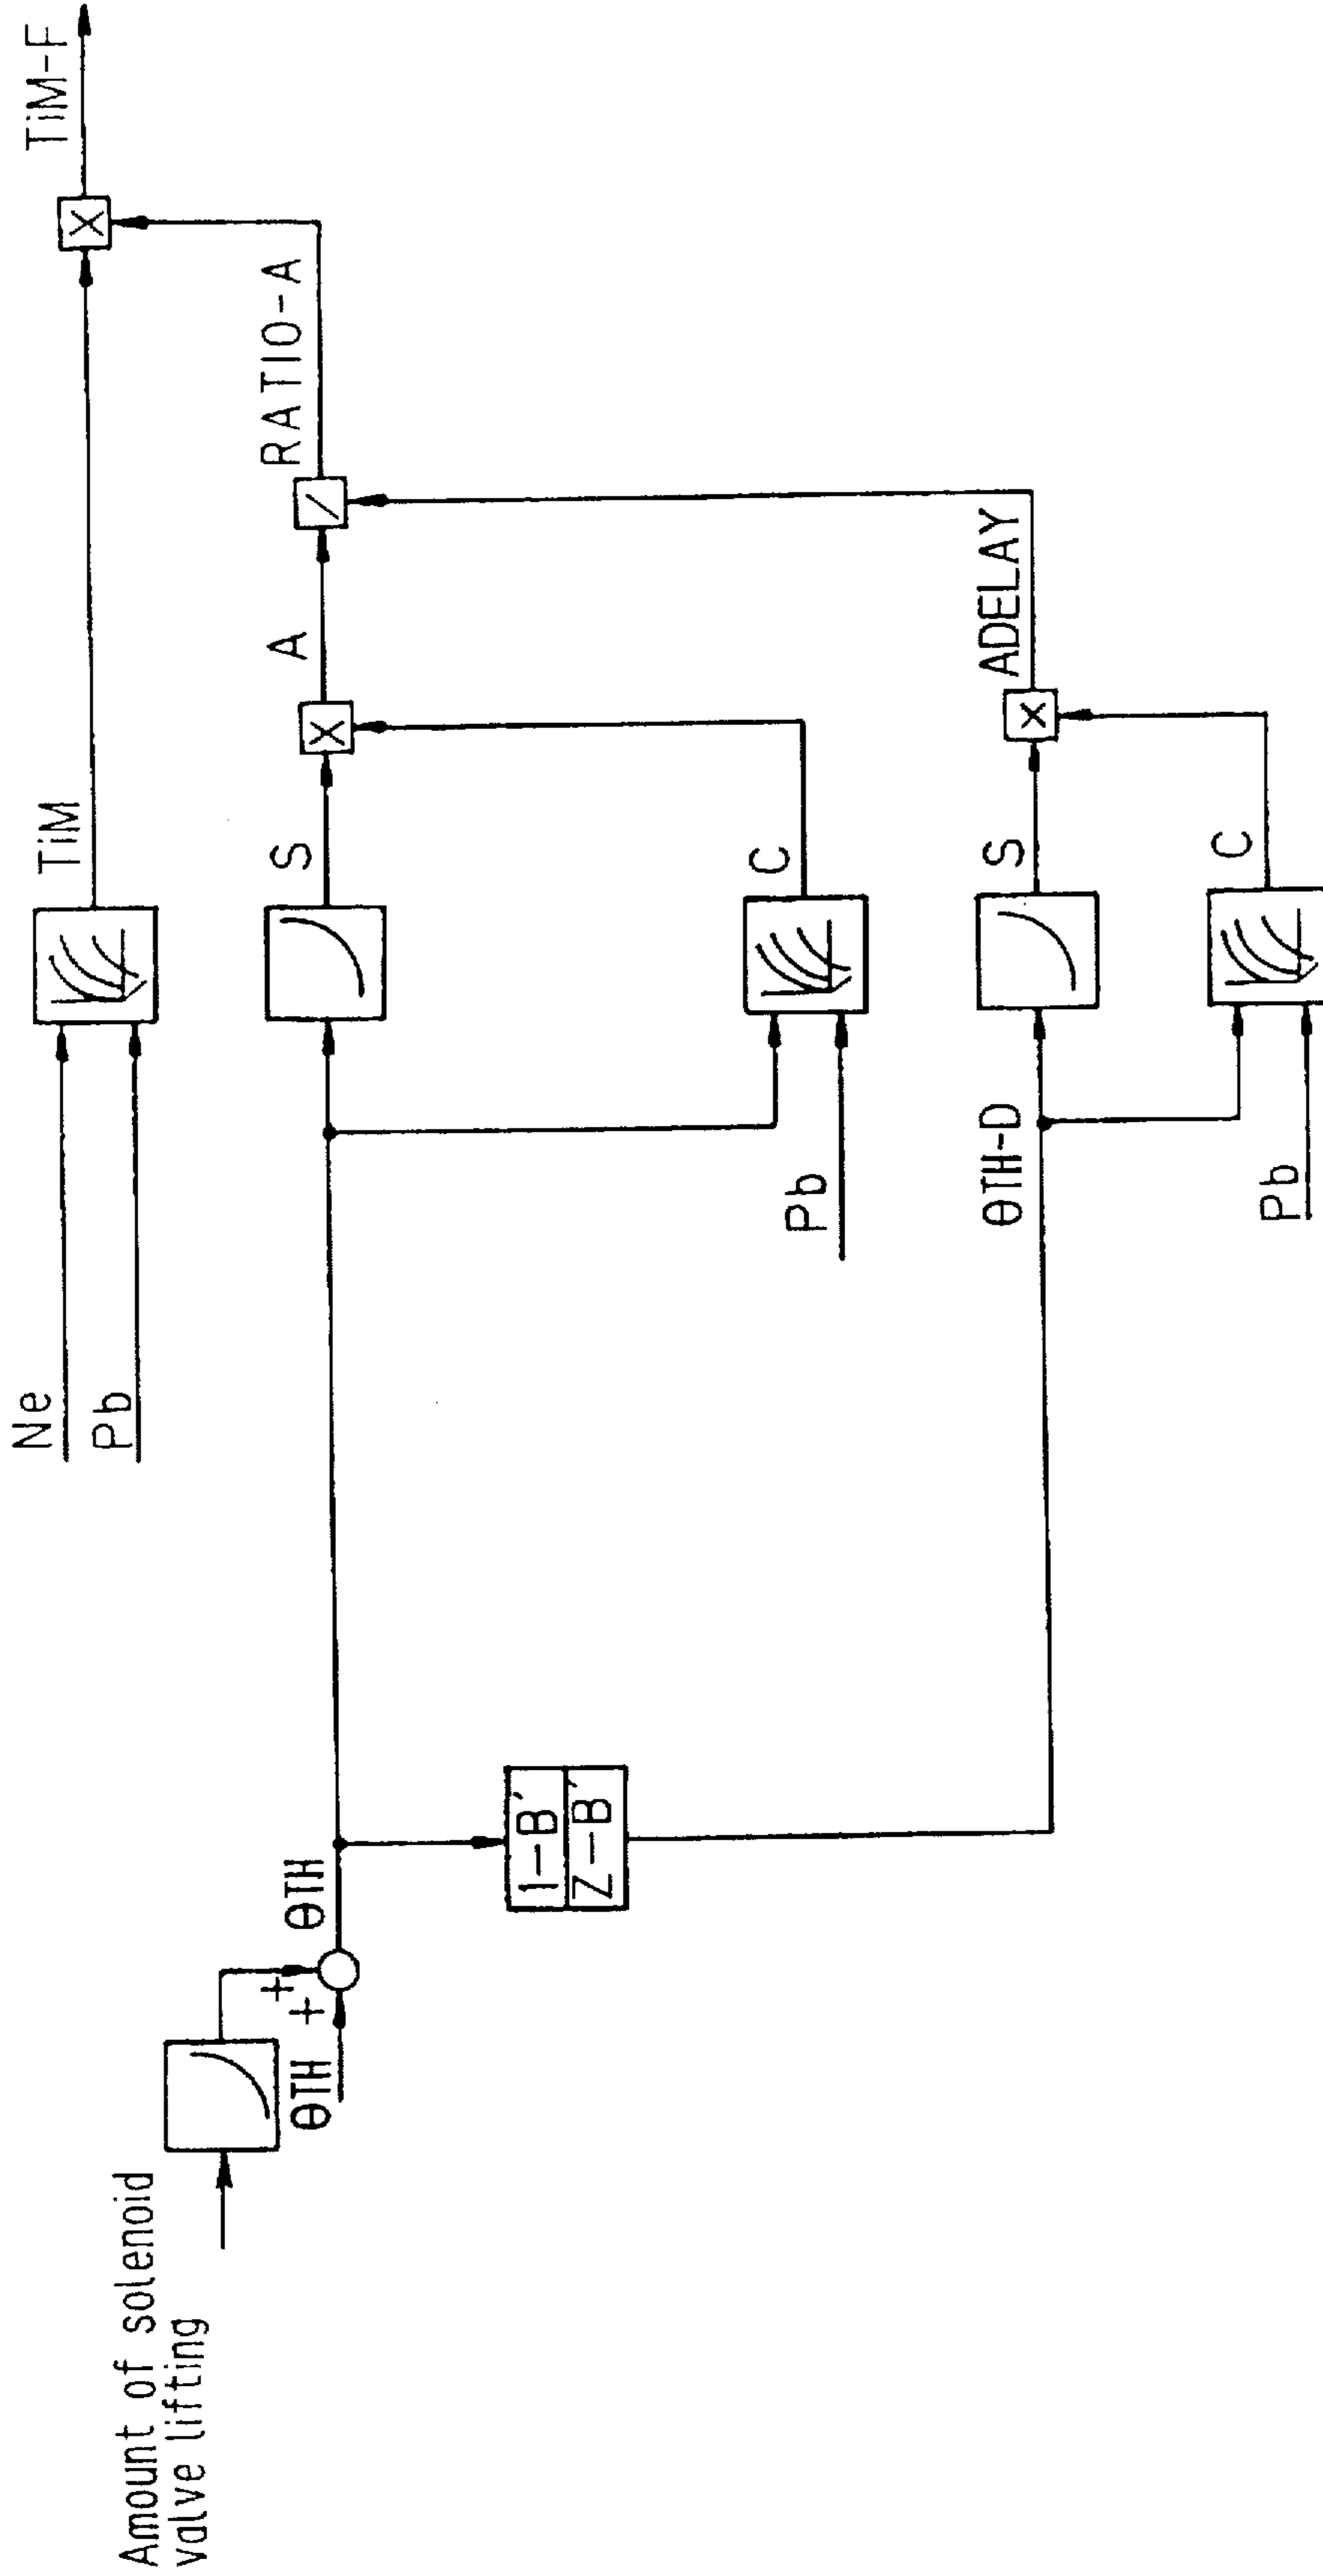 Amount of solenoid
valve lifting
θTH
+
+
θTH
1-B'
Z-B'
Ne
Pb
TiM
X
TiM-F
S
X
A
/
RATIO-A
Pb
C
θTH-D
S
X
ADELAY
Pb
C